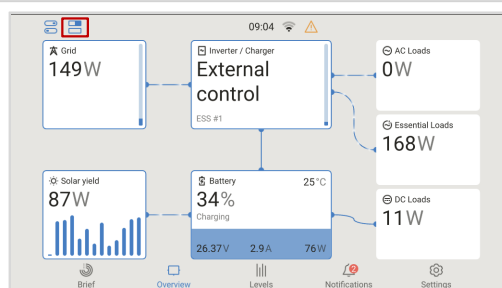 09:04
Grid
149W
Inverter / Charger
External
control
ESS #1
AC Loads
0W
Essential Loads
168W
Solar yield
87W
Battery 25°C
34%
Charging
26.37V 2.9A 76W
DC Loads
11W
2
Brief Overview Levels Notifications Settings